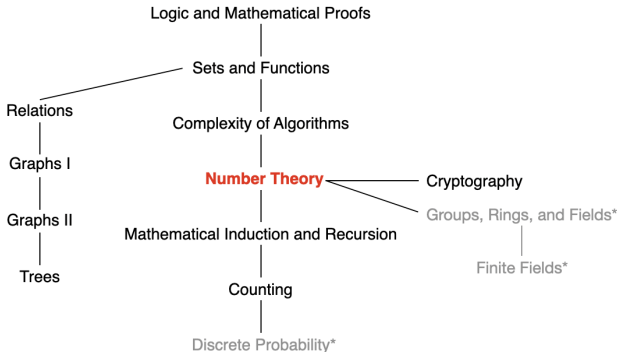 Logic and Mathematical Proofs
Sets and Functions
Relations
Complexity of Algorithms
Graphs I
Number Theory
Cryptography
Groups, Rings, and Fields*
Graphs II
Mathematical Induction and Recursion
Finite Fields*
Trees
Counting
Discrete Probability*